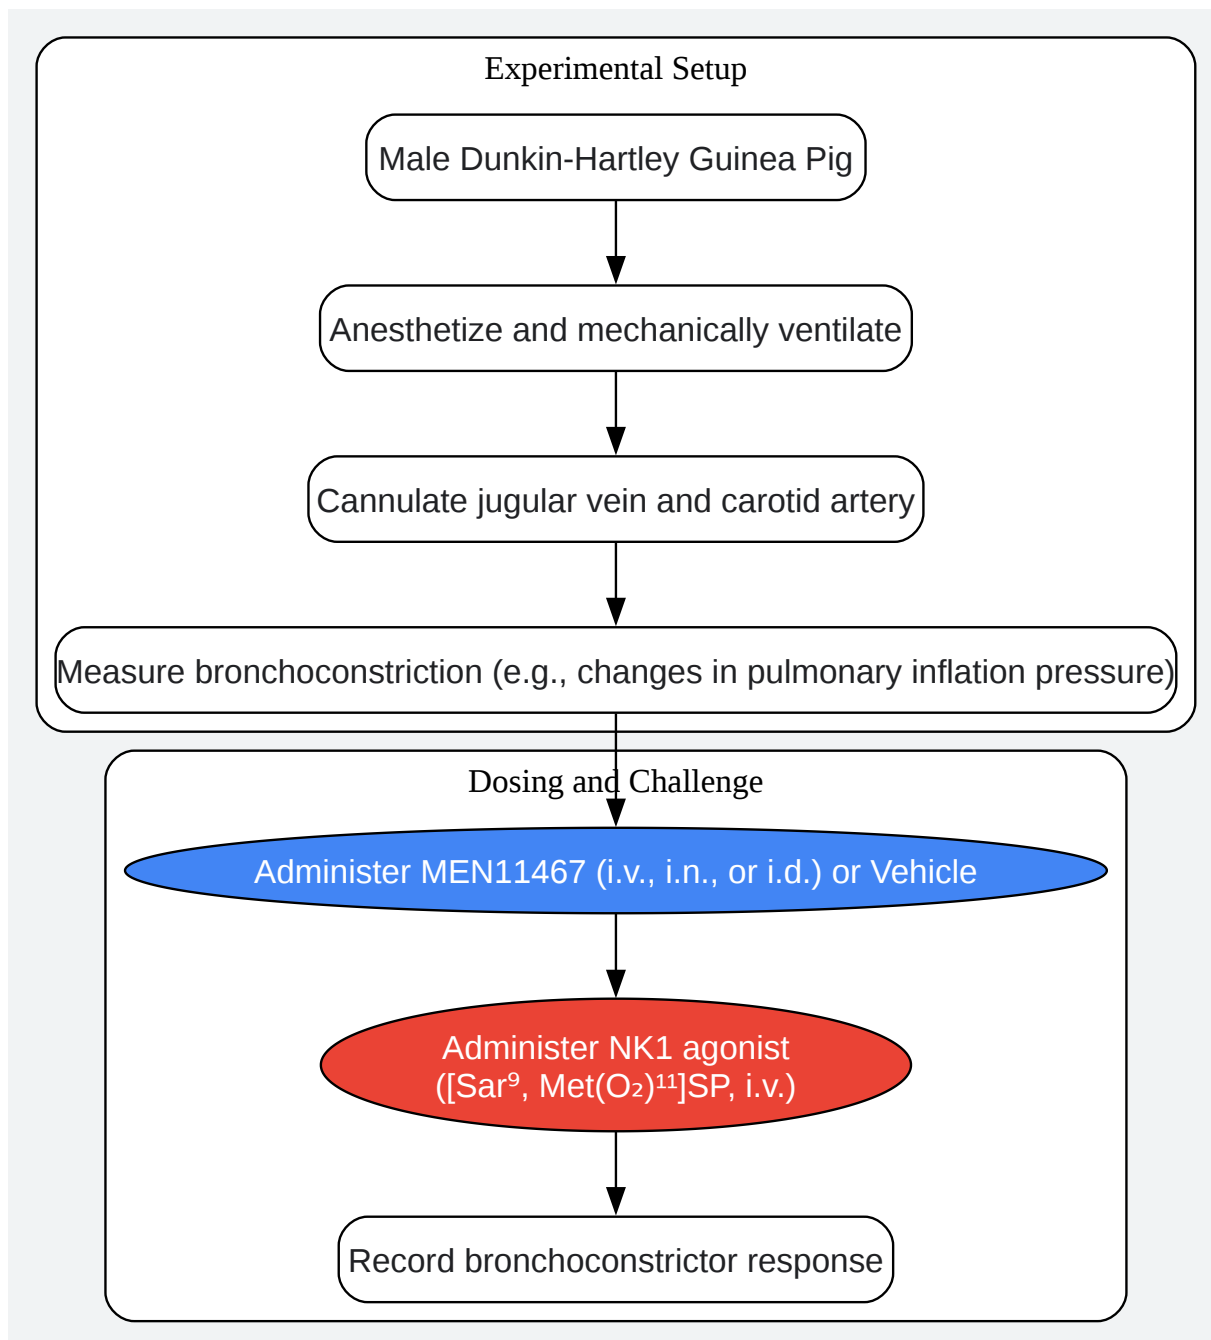 Experimental Setup
Male Dunkin-Hartley Guinea Pig
Anesthetize and mechanically ventilate
Cannulate jugular vein and carotid artery
Measure bronchoconstriction (e.g., changes in pulmonary inflation pressure)
Dosing and Challenge
Administer MEN11467 (i.v., i.n., or i.d.) or Vehicle
Administer NK1 agonist
([Sar⁹, Met(O₂)¹¹]SP, i.v.)
Record bronchoconstrictor response